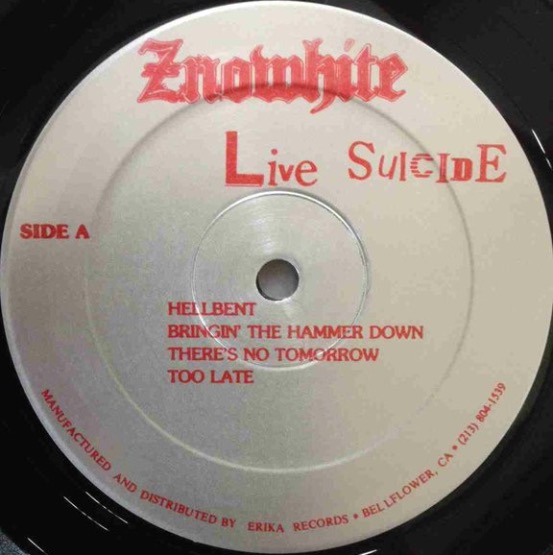 Znowhite
Live SUICIDE
SIDE A
HELLBENT
BRINGIN' THE HAMMER DOWN
THERE'S NO TOMORROW
TOO LATE
MANUFACTURED AND DISTRIBUTED BY ERIKA RECORDS * BELLFLOWER, CA * (213) 804-1539